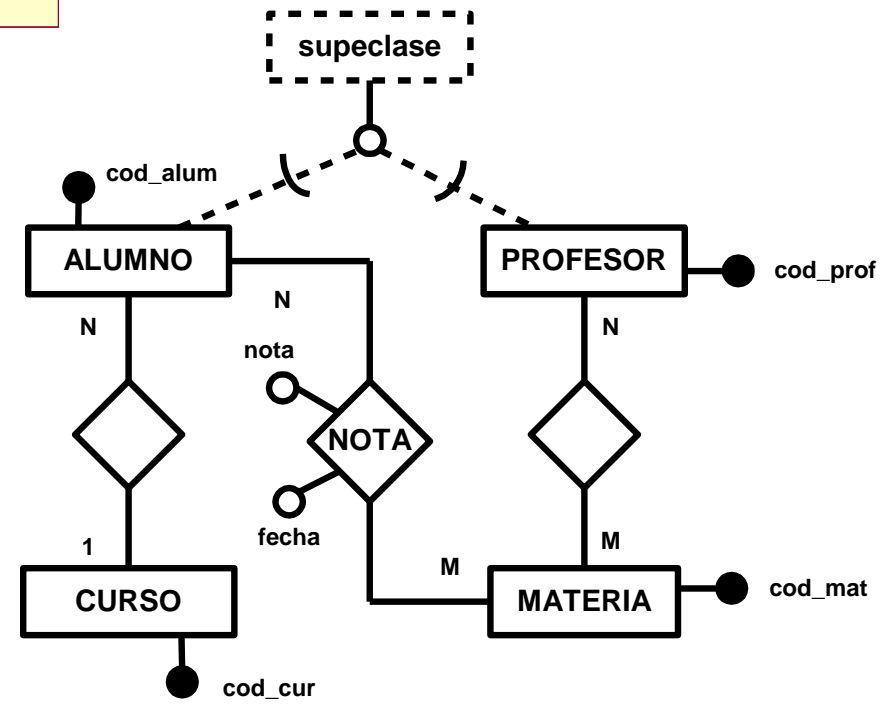 supeclase
cod_alum
ALUMNO
PROFESOR
cod_prof
N
N
N
nota
NOTA
fecha
1
M
M
CURSO
MATERIA
cod_mat
cod_cur